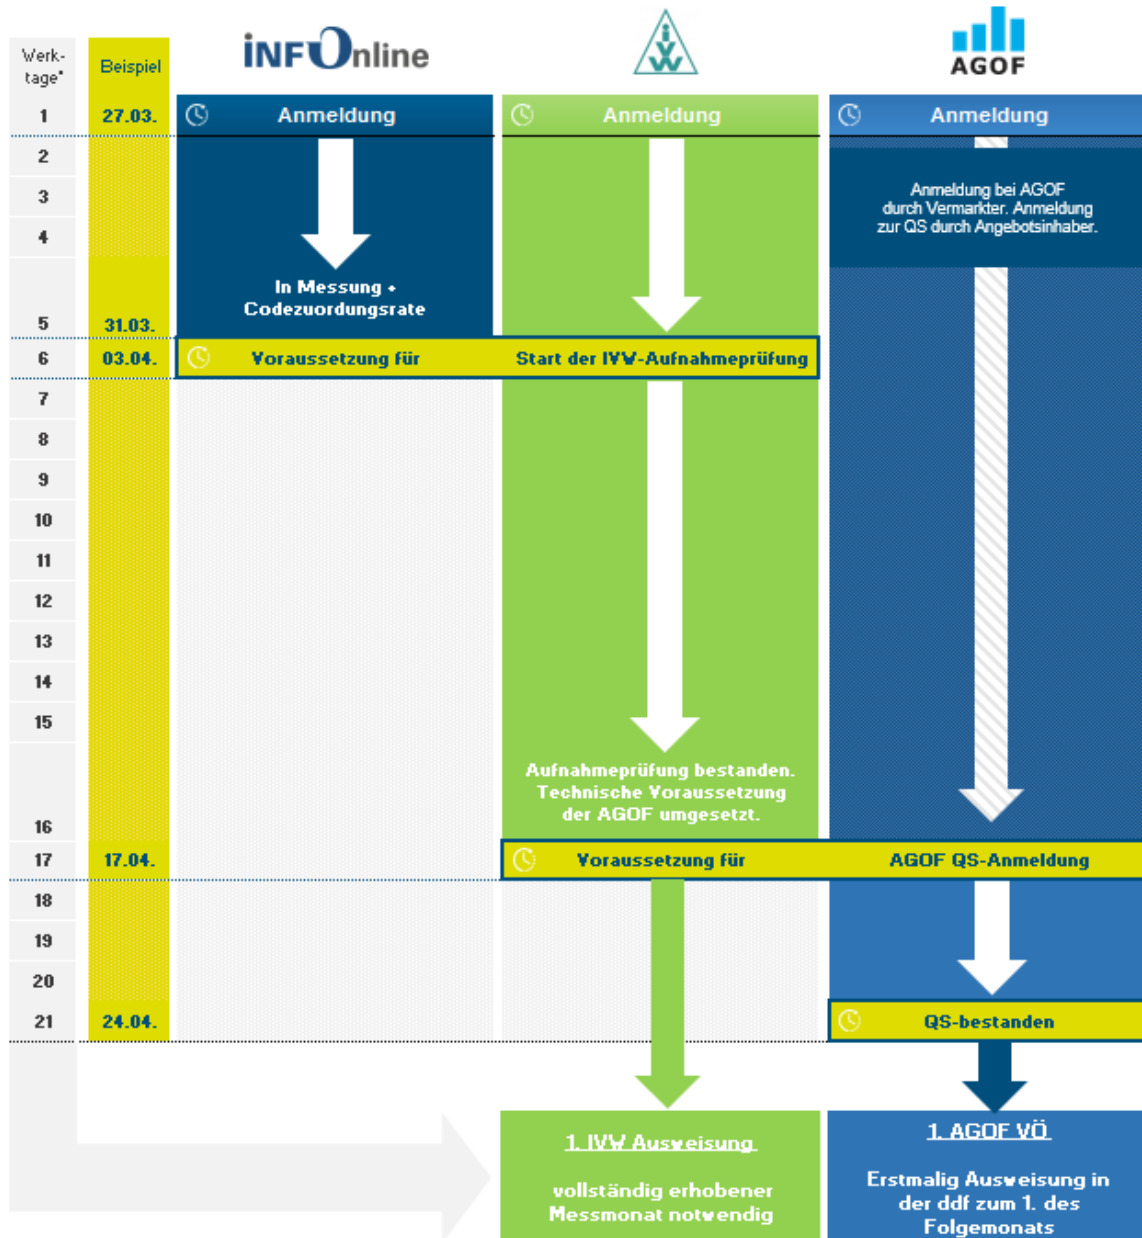 iNFOnline
IVW
AGOF
Werk-
tage*
Beispiel
1
27.03.
Anmeldung
Anmeldung
Anmeldung
2
3
4
Anmeldung bei AGOF
durch Vermarkter. Anmeldung
zur QS durch Angebotsinhaber.
In Messung +
Codezuordungsrate
5
31.03.
6
03.04.
Voraussetzung für
Start der IVW-Aufnahmeprüfung
7
8
9
10
11
12
13
14
15
Aufnahmeprüfung bestanden.
Technische Voraussetzung
der AGOF umgesetzt.
16
17
17.04.
Voraussetzung für
AGOF QS-Anmeldung
18
19
20
21
24.04.
QS-bestanden
1. IVW Ausweisung
vollständig erhobener
Messmonat notwendig
1. AGOF VÖ
Erstmalig Ausweisung in
der ddf zum 1. des
Folgemonats